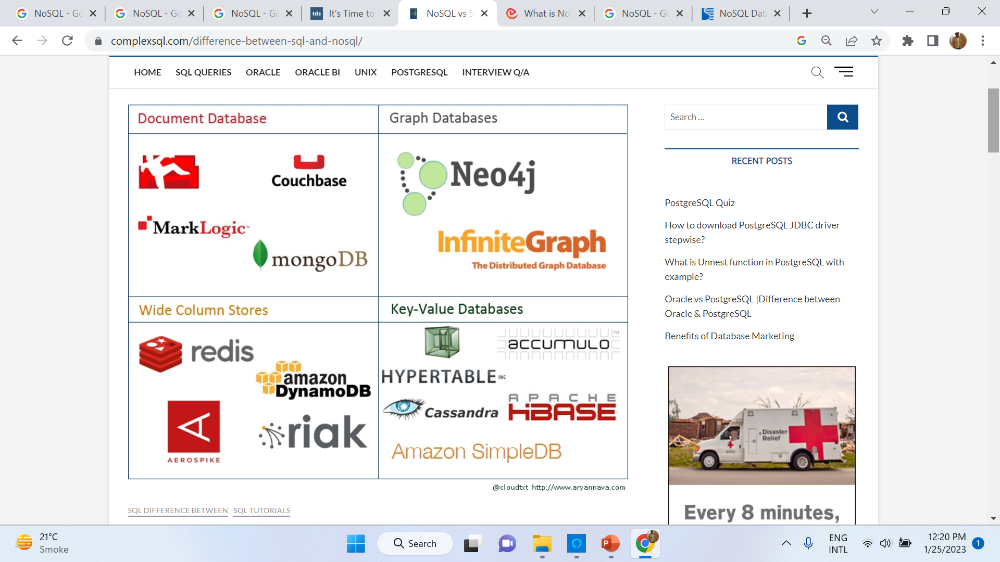 NoSQL - Go
NoSQL - Go
NoSQL - Go
tds It's Time to
NoSQL vs S
What is No
NoSQL - Go
NoSQL Dat
complexsql.com/difference-between-sql-and-nosql/
HOME SQL QUERIES ORACLE ORACLE BI UNIX POSTGRESQL INTERVIEW Q/A
Document Database
Graph Databases
Couchbase
MarkLogic™
mongoDB
Neo4j
InfiniteGraph
The Distributed Graph Database
Wide Column Stores
Key-Value Databases
redis
amazon
DynamoDB
AEROSPIKE
riak
accumulo™
HYPERTABLE INC
Cassandra
APACHE
HBASE
Amazon SimpleDB
@cloudtxt http://www.aryannava.com
SQL DIFFERENCE BETWEEN SQL TUTORIALS
Search …
RECENT POSTS
PostgreSQL Quiz
How to download PostgreSQL JDBC driver
stepwise?
What is Unnest function in PostgreSQL with
example?
Oracle vs PostgreSQL |Difference between
Oracle & PostgreSQL
Benefits of Database Marketing
Disaster
Relief
Every 8 minutes,
21°C
Smoke
Search
ENG
INTL
12:20 PM
1/25/2023
1